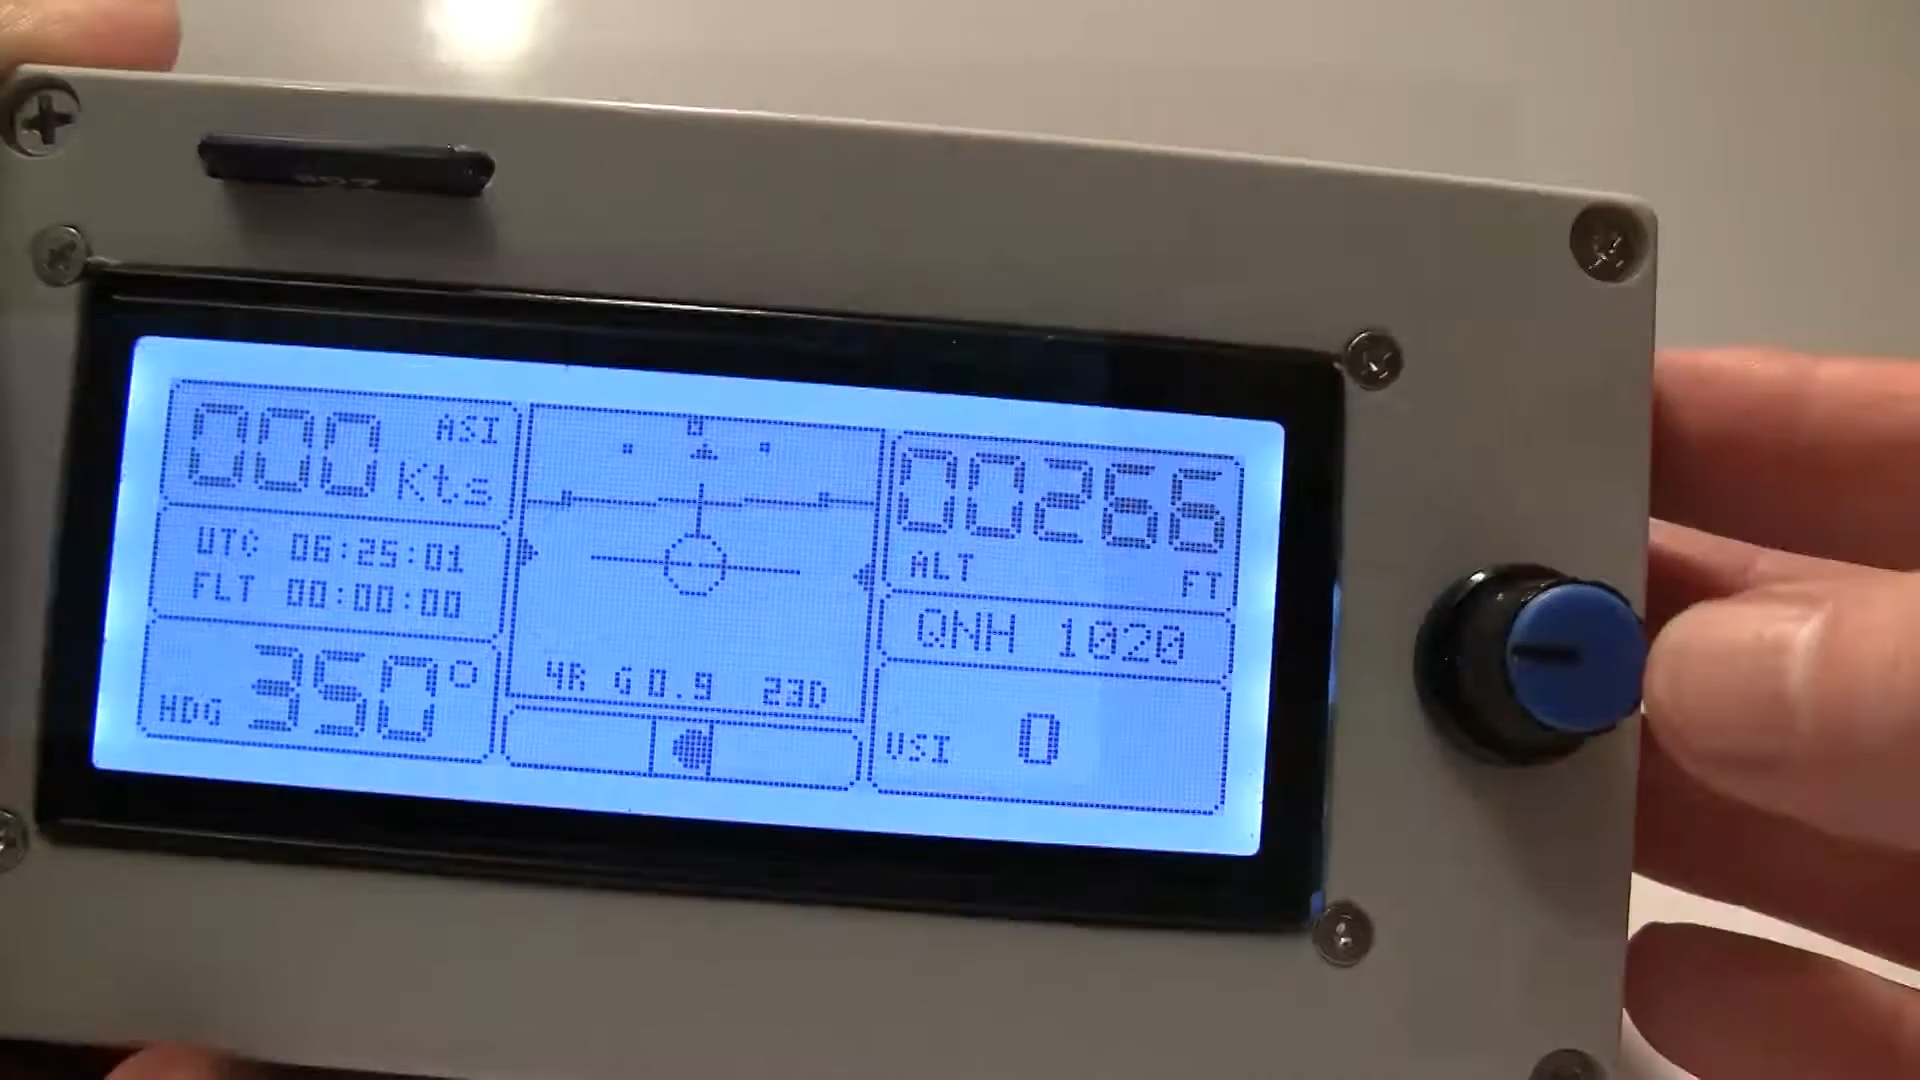 000 ASI
Kts
UTC 06:25:01
FLT 00:00:00
HDG 350°
4R G0.9 23D
00266
ALT FT
QNH 1020
VSI 0